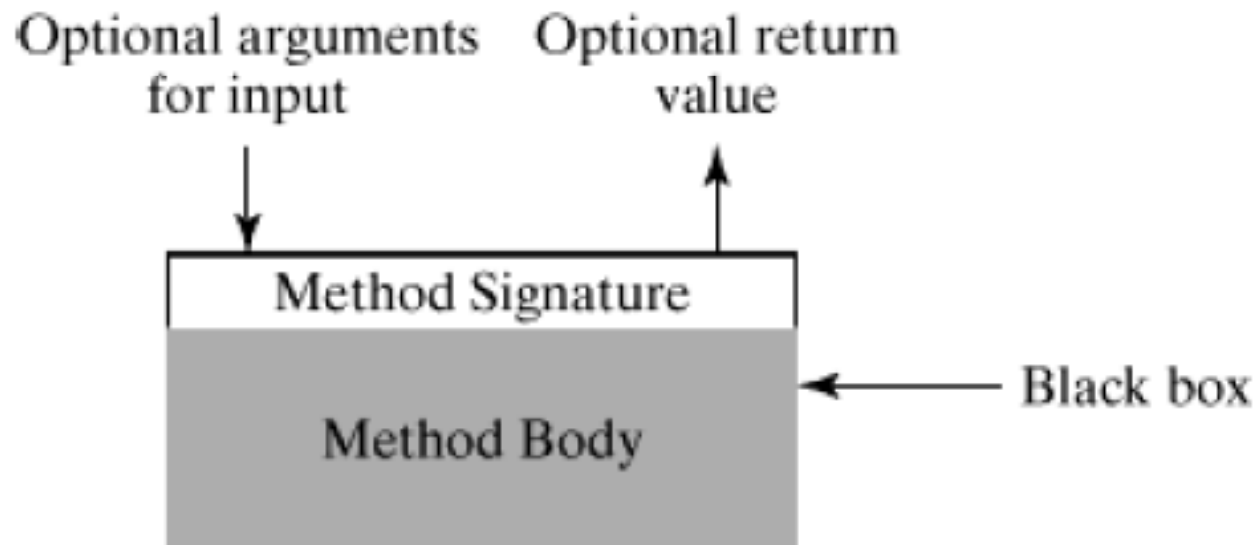 Optional arguments
for input
Optional return
value
Method Signature
Black box
Method Body